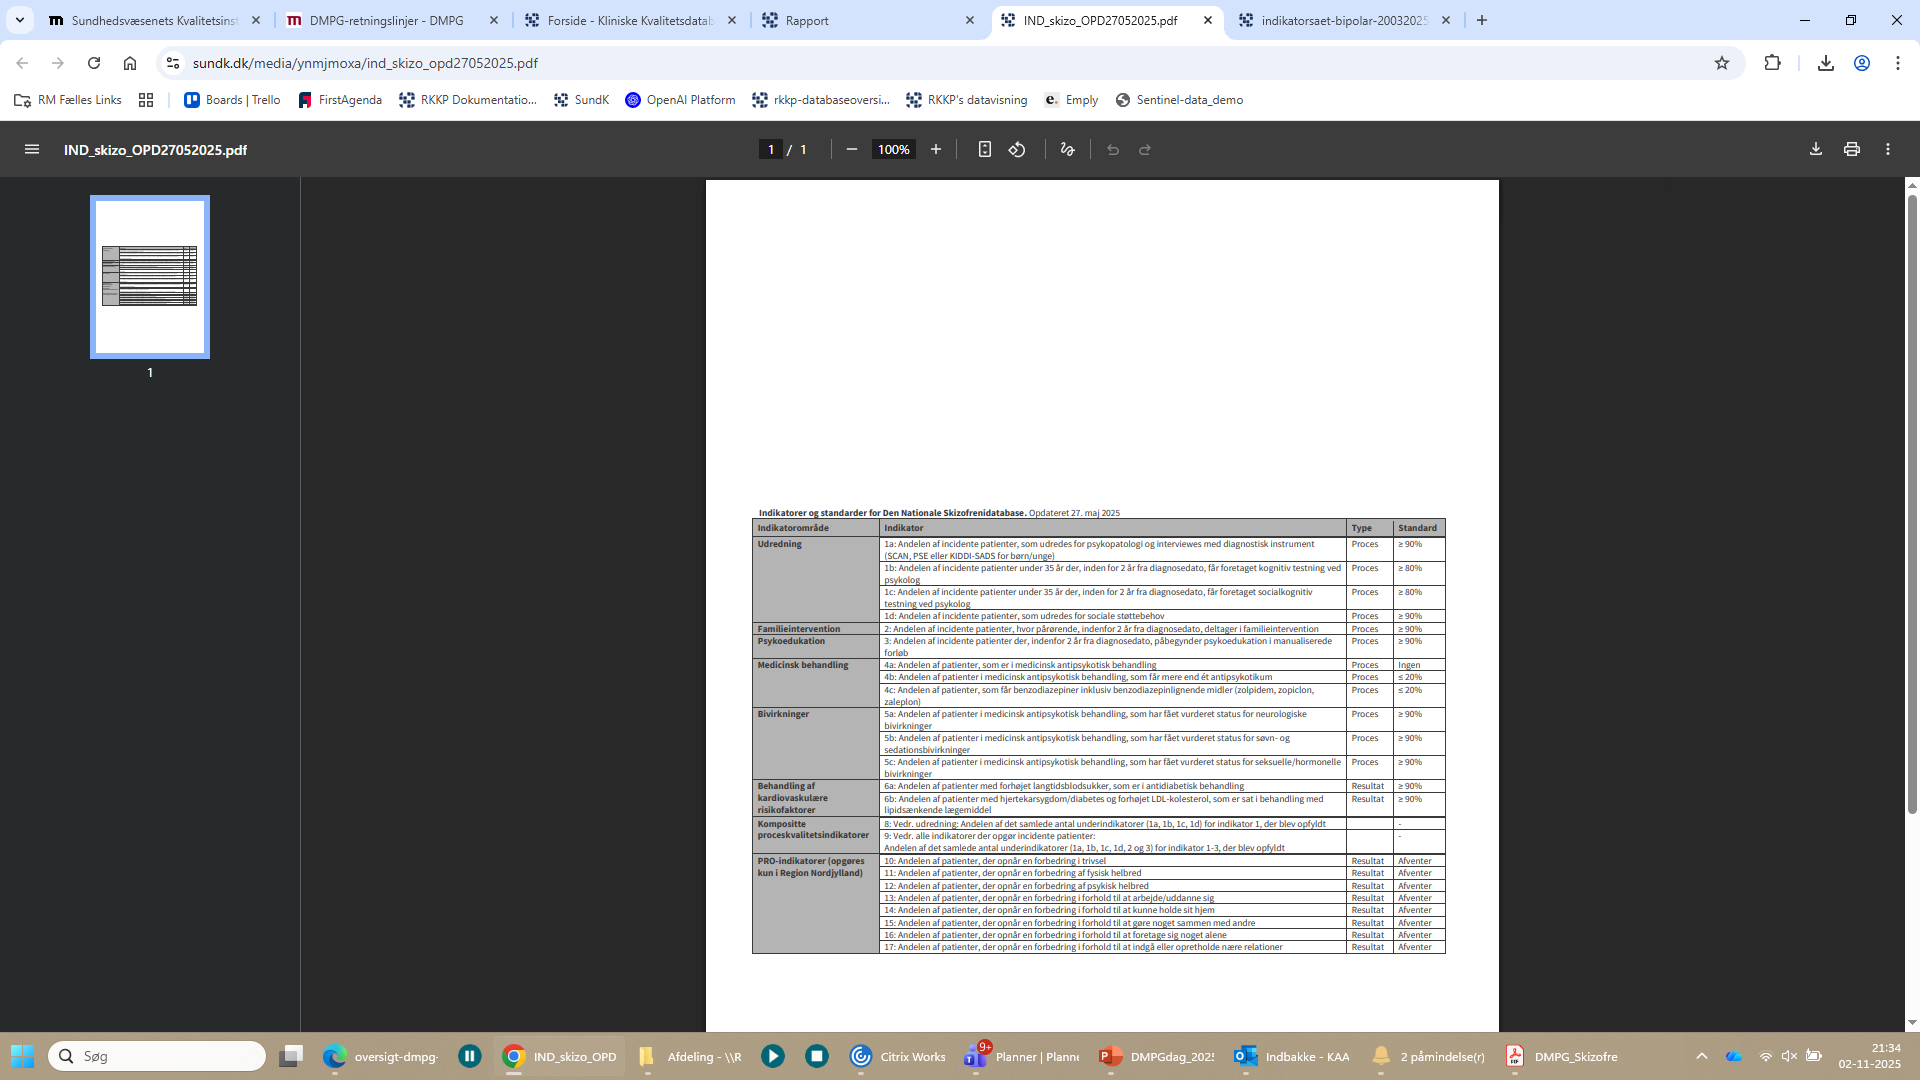 Sundhedsvæsenets Kvalitetsinst
DMPG-retningslinjer - DMPG
Forside - Kliniske Kvalitetsdatab
Rapport
IND_skizo_OPD27052025.pdf
indikatorsaet-bipolar-20032025
sundk.dk/media/ynmjmoxa/ind_skizo_opd27052025.pdf
RM Fælles Links
Boards | Trello
FirstAgenda
RKKP Dokumentatio...
SundK
OpenAI Platform
rkkp-databaseoversi...
RKKP's datavisning
e. Emply
Sentinel-data_demo
IND_skizo_OPD27052025.pdf
1 / 1
100%
1
Indikatorer og standarder for Den Nationale Skizofrenidatabase. Opdateret 27. maj 2025
Indikatorområde Indikator Type Standard
Udredning 1a: Andelen af incidente patienter, som udredes for psykopatologi og interviewes med diagnostisk instrument Proces ≥ 90%
(SCAN, PSE eller KIDDI-SADS for børn/unge)
1b: Andelen af incidente patienter under 35 år der, inden for 2 år fra diagnosedato, får foretaget kognitiv testning ved Proces ≥ 80%
psykolog
1c: Andelen af incidente patienter under 35 år der, inden for 2 år fra diagnosedato, får foretaget socialkognitiv Proces ≥ 80%
testning ved psykolog
1d: Andelen af incidente patienter, som udredes for sociale støttebehov Proces ≥ 90%
Familieintervention 2: Andelen af incidente patienter, hvor pårørende, indenfor 2 år fra diagnosedato, deltager i familieintervention Proces ≥ 90%
Psykoedukation 3: Andelen af incidente patienter der, indenfor 2 år fra diagnosedato, påbegynder psykoedukation i manualiserede Proces ≥ 90%
forløb
Medicinsk behandling 4a: Andelen af patienter, som er i medicinsk antipsykotisk behandling Proces Ingen
4b: Andelen af patienter i medicinsk antipsykotisk behandling, som får mere end ét antipsykotikum Proces ≤ 20%
4c: Andelen af patienter, som får benzodiazepiner inklusiv benzodiazepinlignende midler (zolpidem, zopiclon, Proces ≤ 20%
zaleplon)
Bivirkninger 5a: Andelen af patienter i medicinsk antipsykotisk behandling, som har fået vurderet status for neurologiske Proces ≥ 90%
bivirkninger
5b: Andelen af patienter i medicinsk antipsykotisk behandling, som har fået vurderet status for søvn- og Proces ≥ 90%
sedationsbivirkninger
5c: Andelen af patienter i medicinsk antipsykotisk behandling, som har fået vurderet status for seksuelle/hormonelle Proces ≥ 90%
bivirkninger
Behandling af 6a: Andelen af patienter med forhøjet langtidsblodsukker, som er i antidiabetisk behandling Resultat ≥ 90%
kardiovaskulære 6b: Andelen af patienter med hjertekarsygdom/diabetes og forhøjet LDL-kolesterol, som er sat i behandling med Resultat ≥ 90%
risikofaktorer lipidsænkende lægemiddel
Kompositte 8: Vedr. udredning: Andelen af det samlede antal underindikatorer (1a, 1b, 1c, 1d) for indikator 1, der blev opfyldt -
proceskvalitetsindikatorer 9: Vedr. alle indikatorer der opgør incidente patienter: -
Andelen af det samlede antal underindikatorer (1a, 1b, 1c, 1d, 2 og 3) for indikator 1-3, der blev opfyldt
PRO-indikatorer (opgøres 10: Andelen af patienter, der opnår en forbedring i trivsel Resultat Afventer
kun i Region Nordjylland) 11: Andelen af patienter, der opnår en forbedring af fysisk helbred Resultat Afventer
12: Andelen af patienter, der opnår en forbedring af psykisk helbred Resultat Afventer
13: Andelen af patienter, der opnår en forbedring i forhold til at arbejde/uddanne sig Resultat Afventer
14: Andelen af patienter, der opnår en forbedring i forhold til at kunne holde sit hjem Resultat Afventer
15: Andelen af patienter, der opnår en forbedring i forhold til at gøre noget sammen med andre Resultat Afventer
16: Andelen af patienter, der opnår en forbedring i forhold til at foretage sig noget alene Resultat Afventer
17: Andelen af patienter, der opnår en forbedring i forhold til at indgå eller opretholde nære relationer Resultat Afventer
Søg
oversigt-dmpg-
IND_skizo_OPD
Afdeling - \\R
Citrix Works
9+
Planner | Planne
DMPGdag_2025
Indbakke - KAA
2 påmindelse(r)
DMPG_Skizofre
21:34
02-11-2025